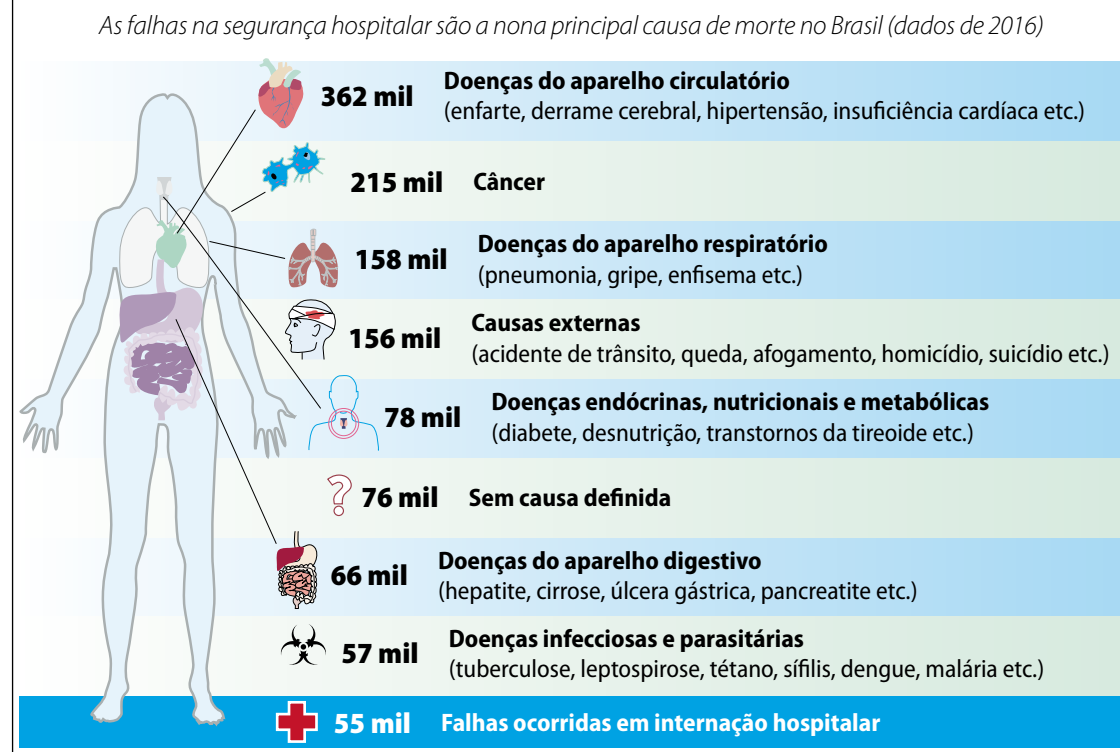 As falhas na segurança hospitalar são a nona principal causa de morte no Brasil (dados de 2016)
362 mil Doenças do aparelho circulatório
(enfarte, derrame cerebral, hipertensão, insuficiência cardíaca etc.)
215 mil Câncer
158 mil Doenças do aparelho respiratório
(pneumonia, gripe, enfisema etc.)
156 mil Causas externas
(acidente de trânsito, queda, afogamento, homicídio, suicídio etc.)
78 mil Doenças endócrinas, nutricionais e metabólicas
(diabete, desnutrição, transtornos da tireoide etc.)
? 76 mil Sem causa definida
66 mil Doenças do aparelho digestivo
(hepatite, cirrose, úlcera gástrica, pancreatite etc.)
57 mil Doenças infecciosas e parasitárias
(tuberculose, leptospirose, tétano, sífilis, dengue, malária etc.)
55 mil Falhas ocorridas em internação hospitalar